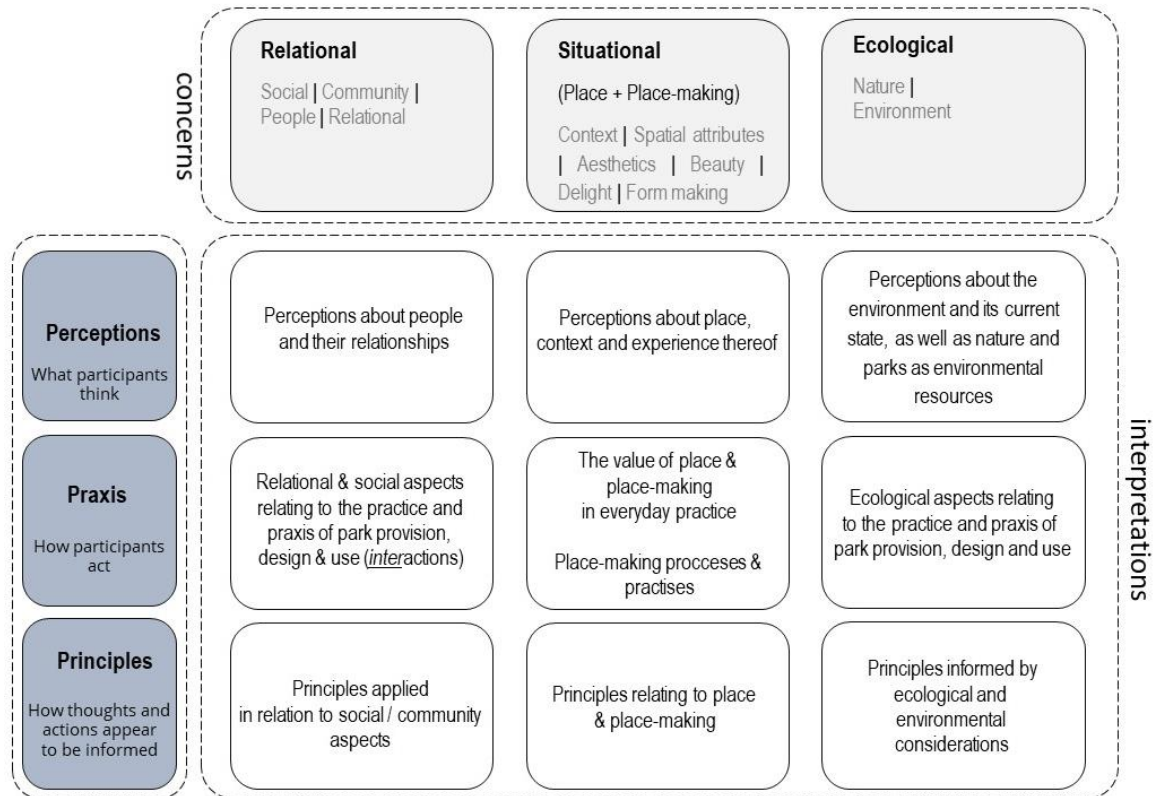 concerns
Relational
Social | Community |
People | Relational
Situational
(Place + Place-making)
Context | Spatial attributes
| Aesthetics | Beauty |
Delight | Form making
Ecological
Nature |
Environment
Perceptions
What participants
think
Perceptions about people
and their relationships
Perceptions about place,
context and experience thereof
Perceptions about the
environment and its current
state, as well as nature and
parks as environmental
resources
Praxis
How participants
act
Relational & social aspects
relating to the practice and
praxis of park provision,
design & use (interactions)
The value of place &
place-making
in everyday practice
Place-making procceses &
practises
Ecological aspects relating
to the practice and praxis of
park provision, design and use
Principles
How thoughts and
actions appear
to be informed
Principles applied
in relation to social / community
aspects
Principles relating to place
& place-making
Principles informed by
ecological and
environmental
considerations
interpretations